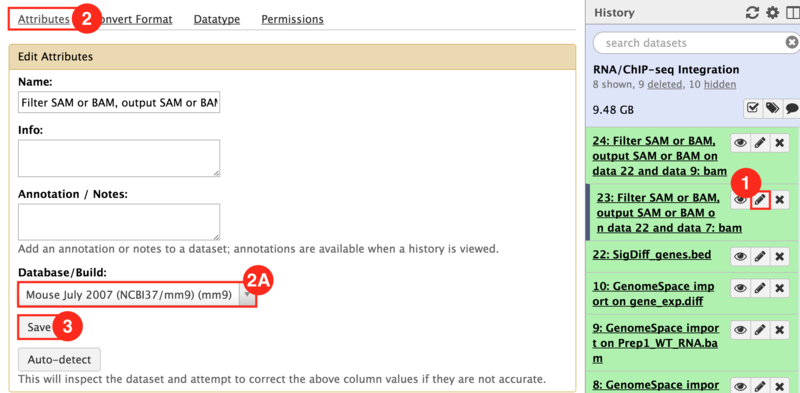 Attributes 2 Convert Format Datatype Permissions
Edit Attributes
Name:
Filter SAM or BAM, output SAM or BAM
Info:
Annotation / Notes:
Add an annotation or notes to a dataset; annotations are available when a history is viewed.
Database/Build:
2A
Mouse July 2007 (NCBI37/mm9) (mm9)
Save 3
Auto-detect
This will inspect the dataset and attempt to correct the above column values if they are not accurate.
History
search datasets
RNA/ChIP-seq Integration
8 shown, 9 deleted, 10 hidden
9.48 GB
24: Filter SAM or BAM,
output SAM or BAM on
data 22 and data 9: bam
1
23: Filter SAM or BAM,
output SAM or BAM o
n data 22 and data 7: bam
22: SigDiff_genes.bed
10: GenomeSpace imp
ort on gene_exp.diff
9: GenomeSpace impor
t on Prep1_WT_RNA.ba
m
8: GenomeSpace impor